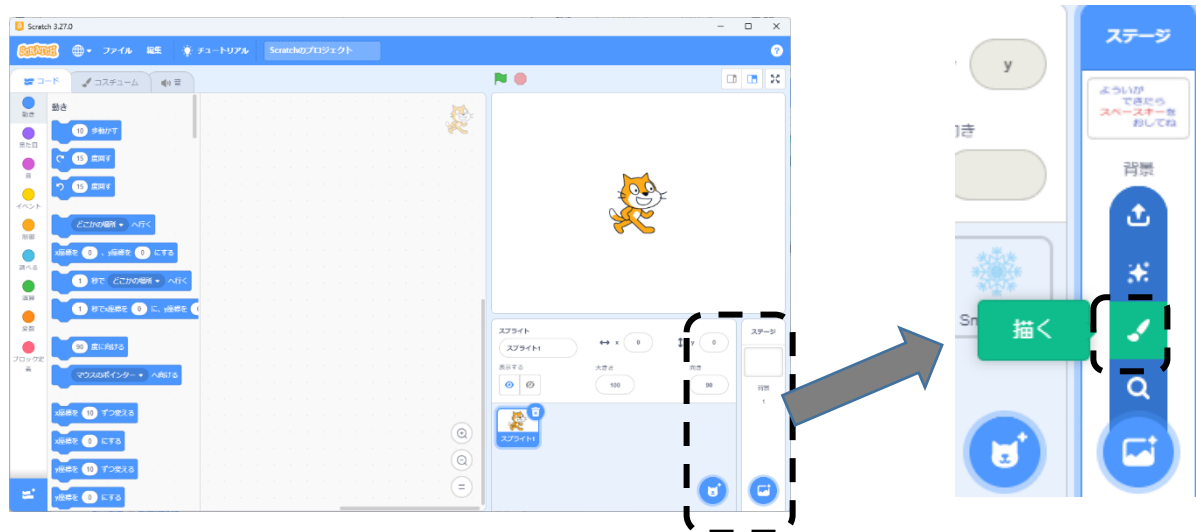 Scratch 3.27.0
SCRATCH ファイル 編集 チュートリアル Scratchのプロジェクト
コード コスチューム 音
動き
見た目
音
イベント
制御
調べる
演算
変数
ブロック定義
動き
10 歩動かす
15 度回す
15 度回す
どこかの場所 へ行く
x座標を 0 、y座標を 0 にする
1 秒で どこかの場所 へ行く
1 秒でx座標を 0 に、y座標を
90 度に向ける
マウスのポインター へ向ける
x座標を 10 ずつ変える
x座標を 0 にする
y座標を 10 ずつ変える
y座標を 0 にする
スプライト
スプライト1
x 0
y 0
表示する
大きさ
100
向き
90
スプライト1
ステージ
背景
1
y
き
Sn
描く
ステージ
よういが
できたら
スペースキーを
おしてね
背景